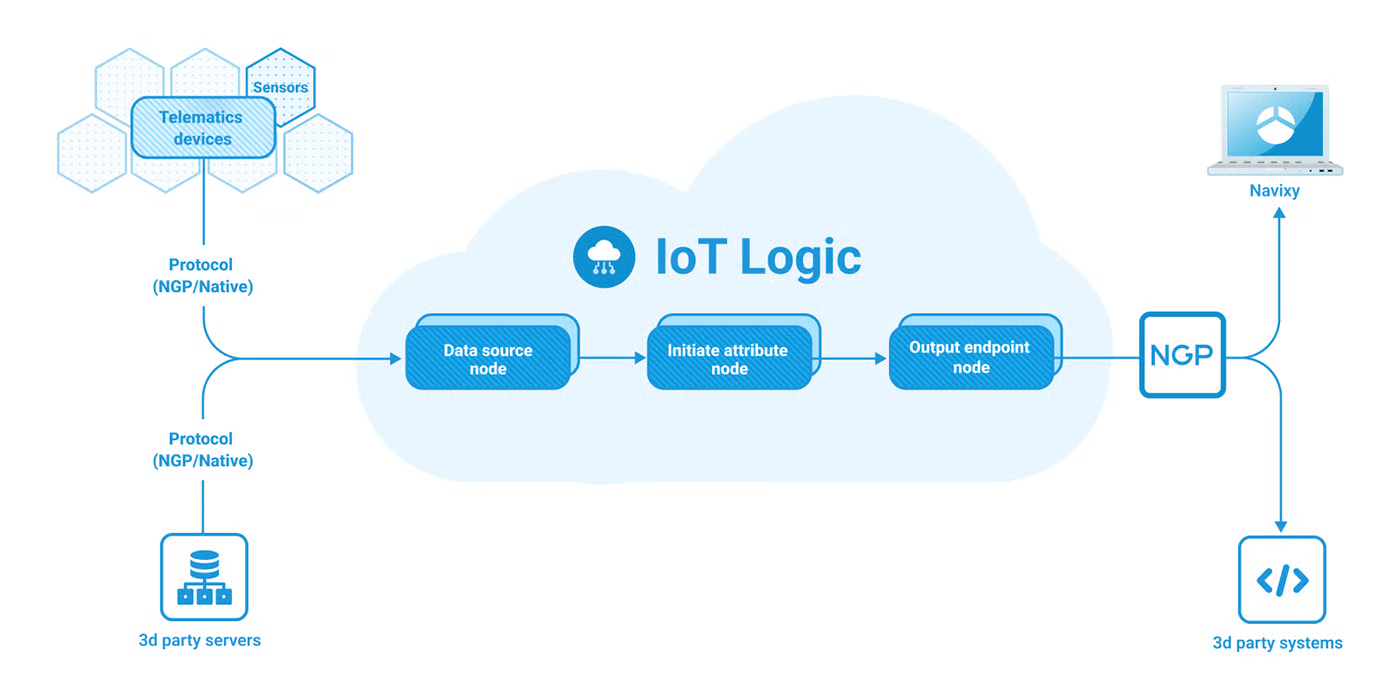 Sensors
Telematics
devices
Protocol
(NGP/Native)
IoT Logic
Data source
node
Initiate attribute
node
Output endpoint
node
NGP
Navixy
Protocol
(NGP/Native)
3d party servers
3d party systems